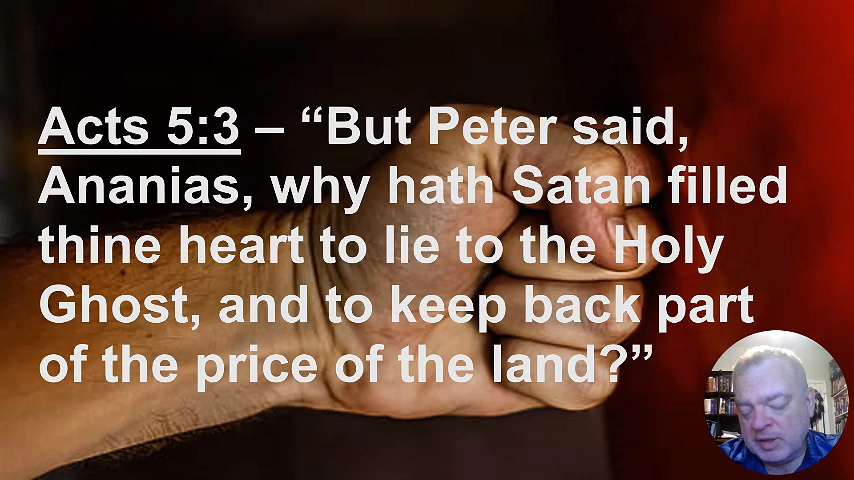 Acts 5:3 – “But Peter said,
Ananias, why hath Satan filled
thine heart to lie to the Holy
Ghost, and to keep back part
of the price of the land?”